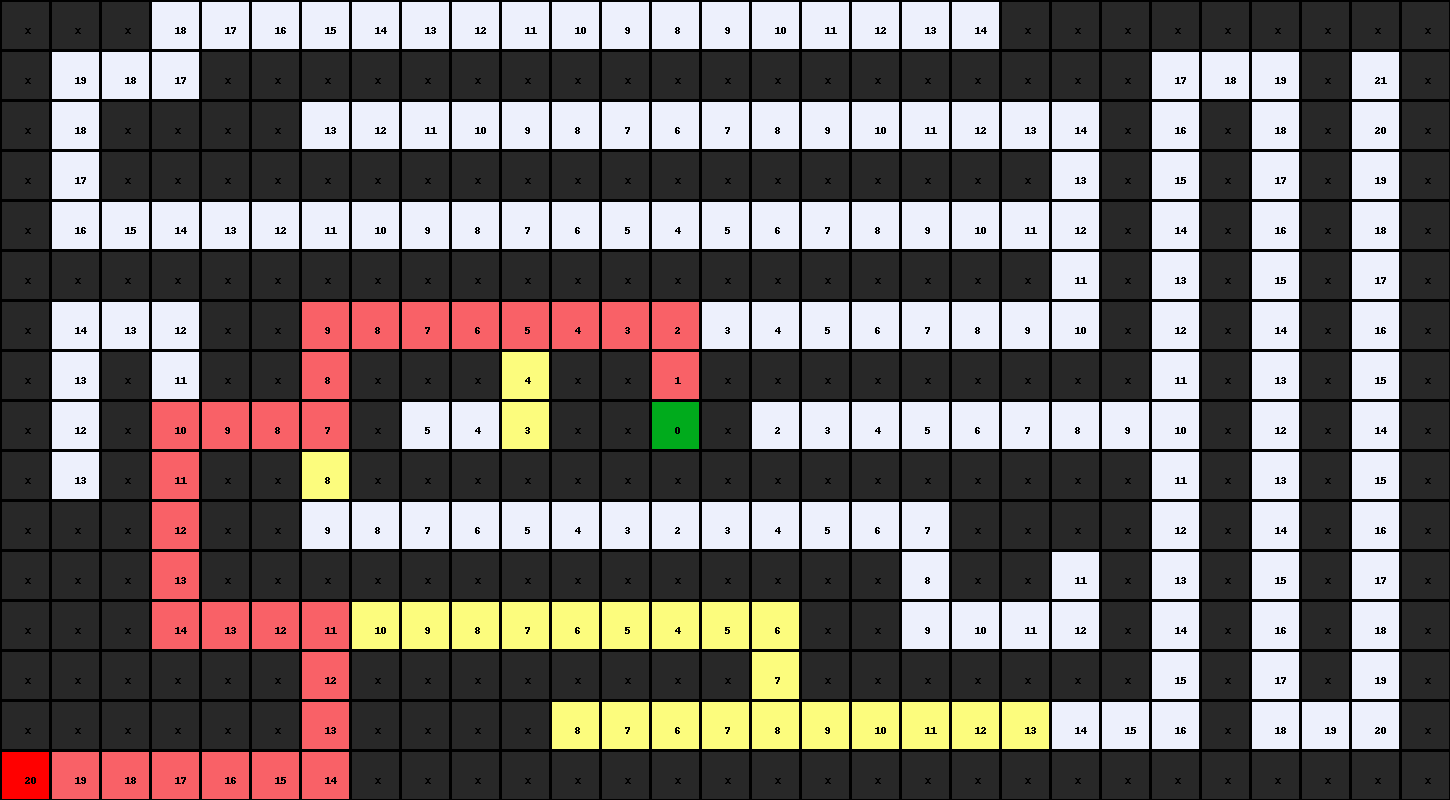 x x x 18 17 16 15 14 13 12 11 10 9 8 9 10 11 12 13 14 x x x x x x x x x
x 19 18 17 x x x x x x x x x x x x x x x x x x x 17 18 19 x 21 x
x 18 x x x x 13 12 11 10 9 8 7 6 7 8 9 10 11 12 13 14 x 16 x 18 x 20 x
x 17 x x x x x x x x x x x x x x x x x x x 13 x 15 x 17 x 19 x
x 16 15 14 13 12 11 10 9 8 7 6 5 4 5 6 7 8 9 10 11 12 x 14 x 16 x 18 x
x x x x x x x x x x x x x x x x x x x x x 11 x 13 x 15 x 17 x
x 14 13 12 x x 9 8 7 6 5 4 3 2 3 4 5 6 7 8 9 10 x 12 x 14 x 16 x
x 13 x 11 x x 8 x x x 4 x x 1 x x x x x x x x x 11 x 13 x 15 x
x 12 x 10 9 8 7 x 5 4 3 x x 0 x 2 3 4 5 6 7 8 9 10 x 12 x 14 x
x 13 x 11 x x 8 x x x x x x x x x x x x x x x x 11 x 13 x 15 x
x x x 12 x x 9 8 7 6 5 4 3 2 3 4 5 6 7 x x x x 12 x 14 x 16 x
x x x 13 x x x x x x x x x x x x x x 8 x x 11 x 13 x 15 x 17 x
x x x 14 13 12 11 10 9 8 7 6 5 4 5 6 x x 9 10 11 12 x 14 x 16 x 18 x
x x x x x x 12 x x x x x x x x 7 x x x x x x x 15 x 17 x 19 x
x x x x x x 13 x x x x 8 7 6 7 8 9 10 11 12 13 14 15 16 x 18 19 20 x
20 19 18 17 16 15 14 x x x x x x x x x x x x x x x x x x x x x x